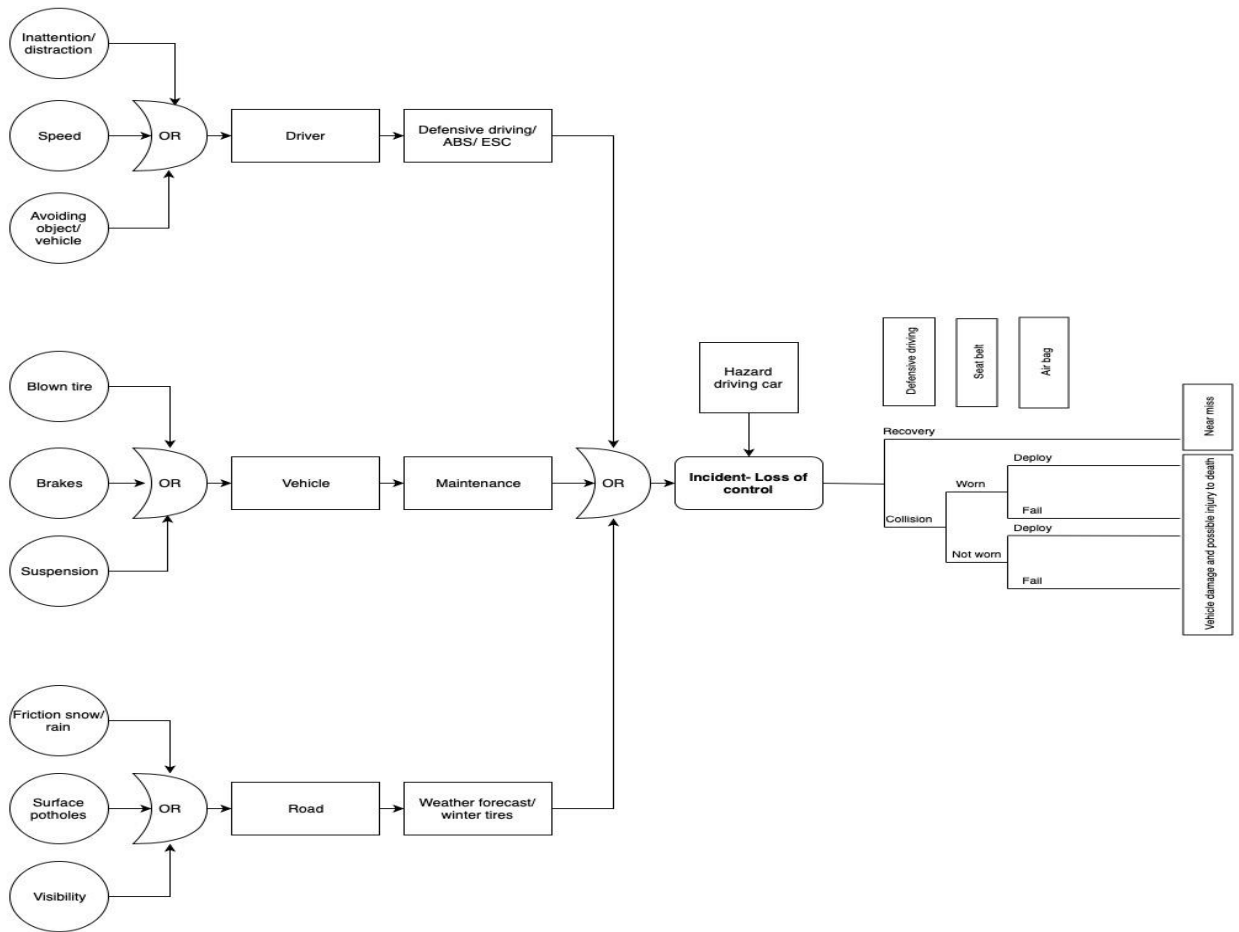 Inattention/
distraction
Speed
OR
Driver
Defensive driving/
ABS/ ESC
Avoiding
object/
vehicle
Blown tire
Brakes
OR
Vehicle
Maintenance
OR
Suspension
Hazard
driving car
Incident- Loss of
control
Defensive driving
Seat belt
Air bag
Recovery
Near miss
Deploy
Worn
Fail
Collision
Deploy
Not worn
Fail
Vehicle damage and possible injury to death
Friction snow/
rain
Surface
potholes
OR
Road
Weather forecast/
winter tires
Visibility